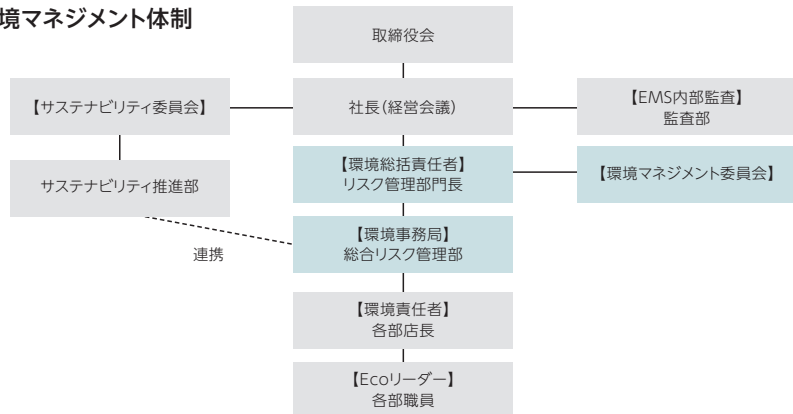 境マネジメント体制
取締役会
【サステナビリティ委員会】
社長（経営会議）
【EMS内部監査】
監査部
サステナビリティ推進部
【環境総括責任者】
リスク管理部門長
【環境マネジメント委員会】
連携
【環境事務局】
総合リスク管理部
【環境責任者】
各部店長
【Ecoリーダー】
各部職員